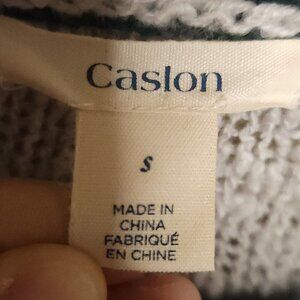 Caslon
S
MADE IN
CHINA
FABRIQUÉ
EN CHINE